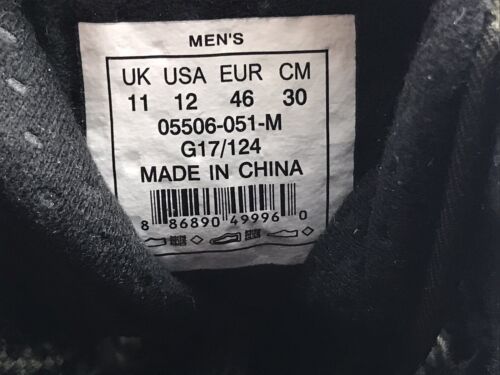 MEN'S
UK USA EUR CM
11 12 46 30
05506-051-M
G17/124
MADE IN CHINA
8 86890 49996 0